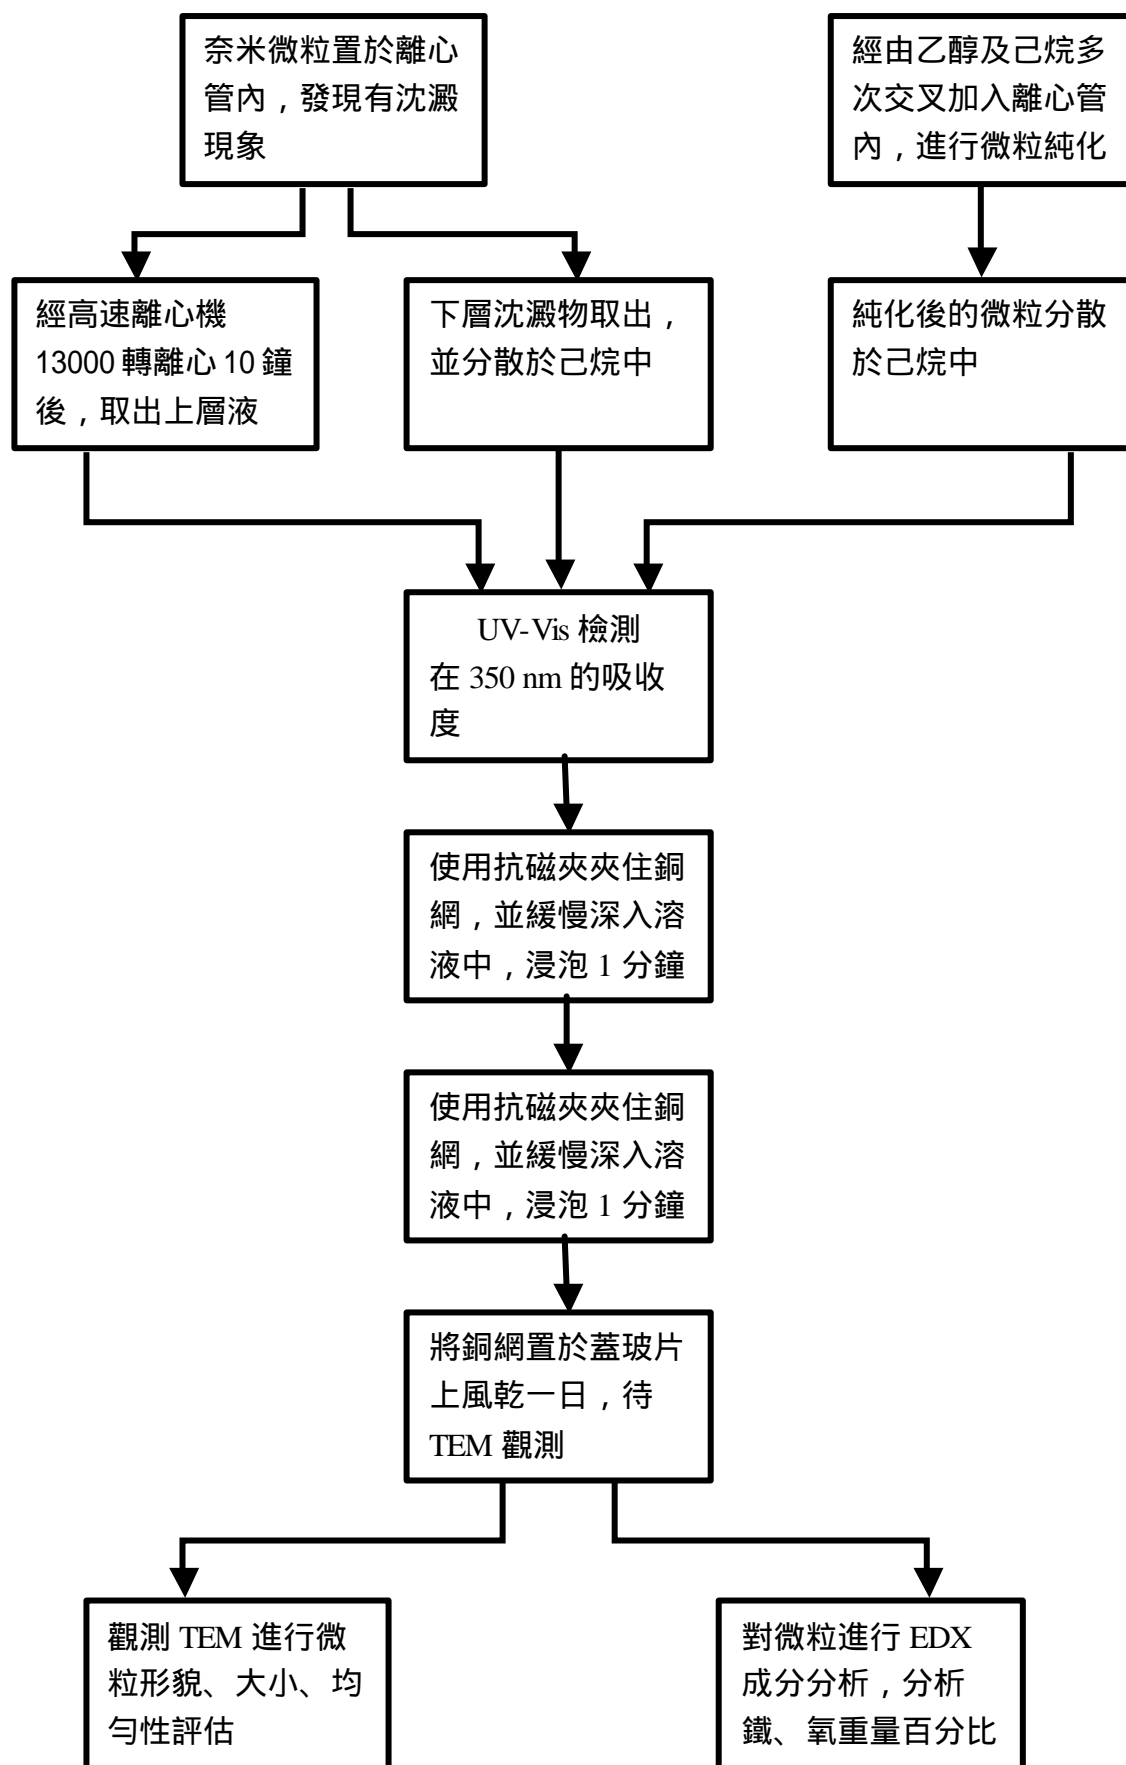 奈米微粒置於離心
管內，發現有沈澱
現象
經由乙醇及己烷多
次交叉加入離心管
內，進行微粒純化
經高速離心機
13000 轉離心 10 鐘
後，取出上層液
下層沈澱物取出，
並分散於己烷中
純化後的微粒分散
於己烷中
UV-Vis 檢測
在 350 nm 的吸收
度
使用抗磁夾夾住銅
網，並緩慢深入溶
液中，浸泡 1 分鐘
使用抗磁夾夾住銅
網，並緩慢深入溶
液中，浸泡 1 分鐘
將銅網置於蓋玻片
上風乾一日，待
TEM 觀測
觀測 TEM 進行微
粒形貌、大小、均
勻性評估
對微粒進行 EDX
成分分析，分析
鐵、氧重量百分比